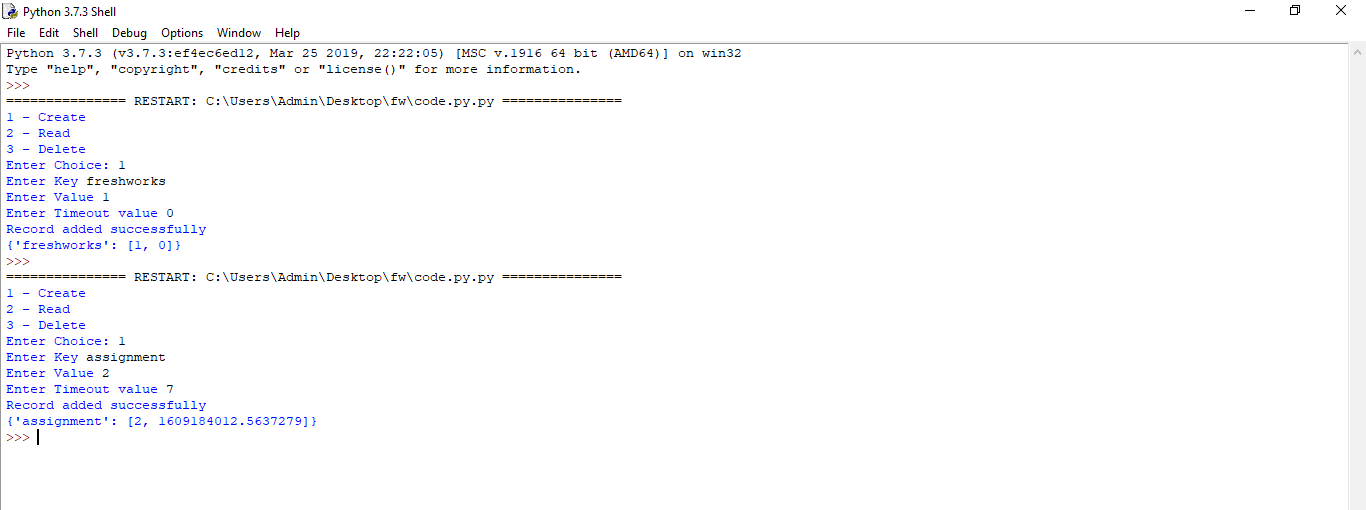 Python 3.7.3 Shell
File Edit Shell Debug Options Window Help
Python 3.7.3 (v3.7.3:ef4ec6ed12, Mar 25 2019, 22:22:05) [MSC v.1916 64 bit (AMD64)] on win32
Type "help", "copyright", "credits" or "license()" for more information.
>>>
=============== RESTART: C:\Users\Admin\Desktop\fw\code.py.py ===============
1 - Create
2 - Read
3 - Delete
Enter Choice: 1
Enter Key freshworks
Enter Value 1
Enter Timeout value 0
Record added successfully
{'freshworks': [1, 0]}
>>>
=============== RESTART: C:\Users\Admin\Desktop\fw\code.py.py ===============
1 - Create
2 - Read
3 - Delete
Enter Choice: 1
Enter Key assignment
Enter Value 2
Enter Timeout value 7
Record added successfully
{'assignment': [2, 1609184012.5637279]}
>>>